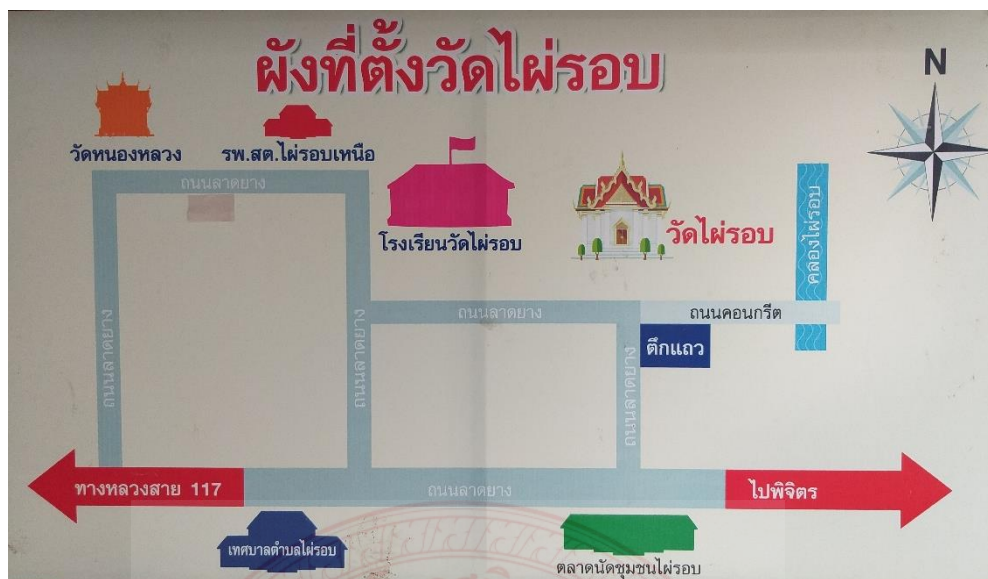 ผังที่ตั้งวัดไผ่รอบ
N
วัดหนองหลวง
รพ.สต.ไผ่รอบเหนือ
ถนนลาดยาง
โรงเรียนวัดไผ่รอบ
วัดไผ่รอบ
คลองไผ่รอบ
ถนนลาดยาง
ถนนคอนกรีต
ตึกแถว
ถนนลาดยาง
ถนนลาดยาง
ถนนลาดยาง
ทางหลวงสาย 117
ถนนลาดยาง
ไปพิจิตร
เทศบาลตำบลไผ่รอบ
ตลาดนัดชุมชนไผ่รอบ